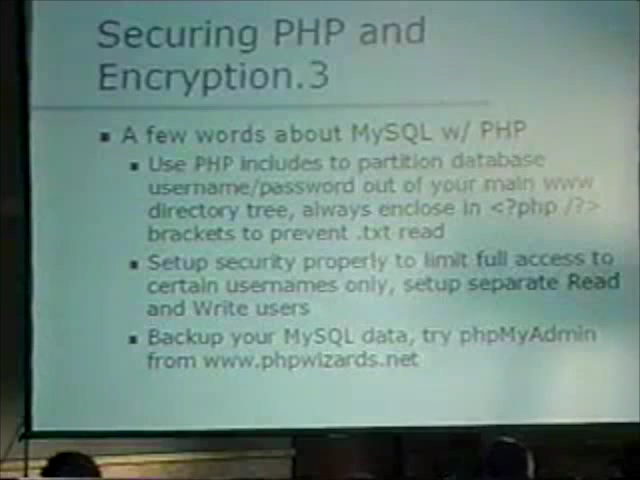 Securing PHP and
Encryption.3
A few words about MySQL w/ PHP
Use PHP includes to partition database
username/password out of your main www
directory tree, always enclose in <?php /?>
brackets to prevent .txt read
Setup security properly to limit full access to
certain usernames only, setup separate Read
and Write users
Backup your MySQL data, try phpMyAdmin
from www.phpwizards.net